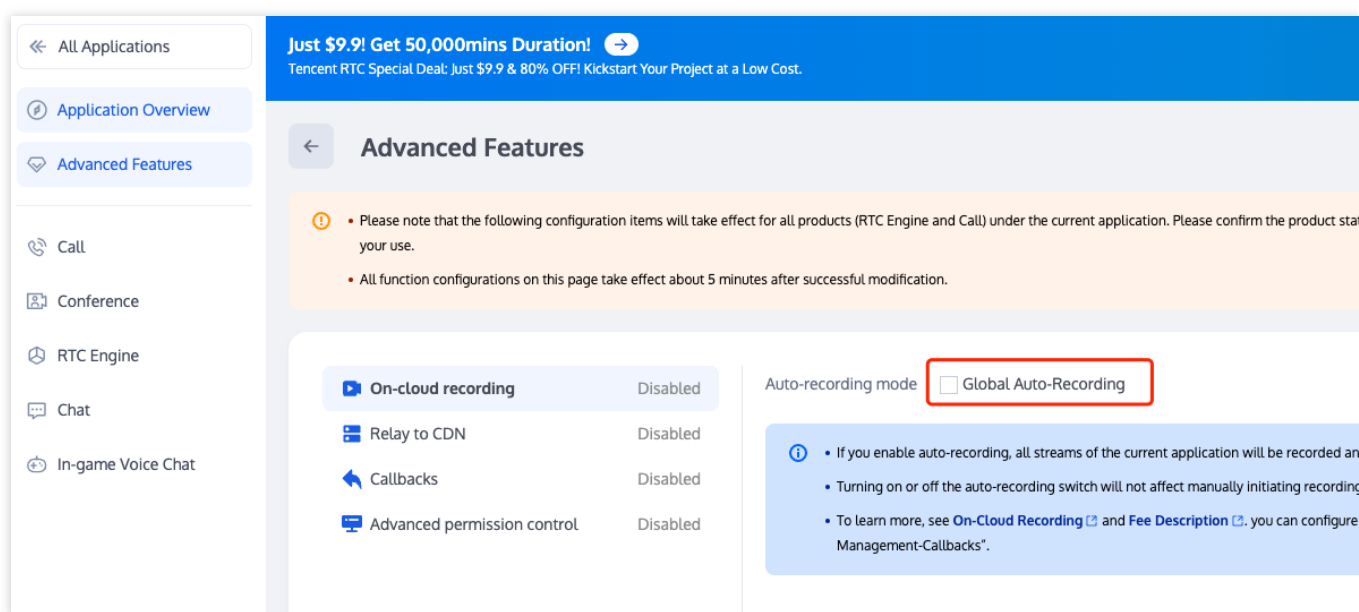 All Applications
Application Overview
Advanced Features
Call
Conference
RTC Engine
Chat
In-game Voice Chat
Just $9.9! Get 50,000mins Duration!
Tencent RTC Special Deal: Just $9.9 & 80% OFF! Kickstart Your Project at a Low Cost.
Advanced Features
• Please note that the following configuration items will take effect for all products (RTC Engine and Call) under the current application. Please confirm the product
your use.
• All function configurations on this page take effect about 5 minutes after successful modification.
On-cloud recording Disabled
Relay to CDN Disabled
Callbacks Disabled
Advanced permission control Disabled
Auto-recording mode Global Auto-Recording
• If you enable auto-recording, all streams of the current application will be recorded
• Turning on or off the auto-recording switch will not affect manually initiating recording
• To learn more, see On-Cloud Recording and Fee Description. you can configure
Management-Callbacks”.